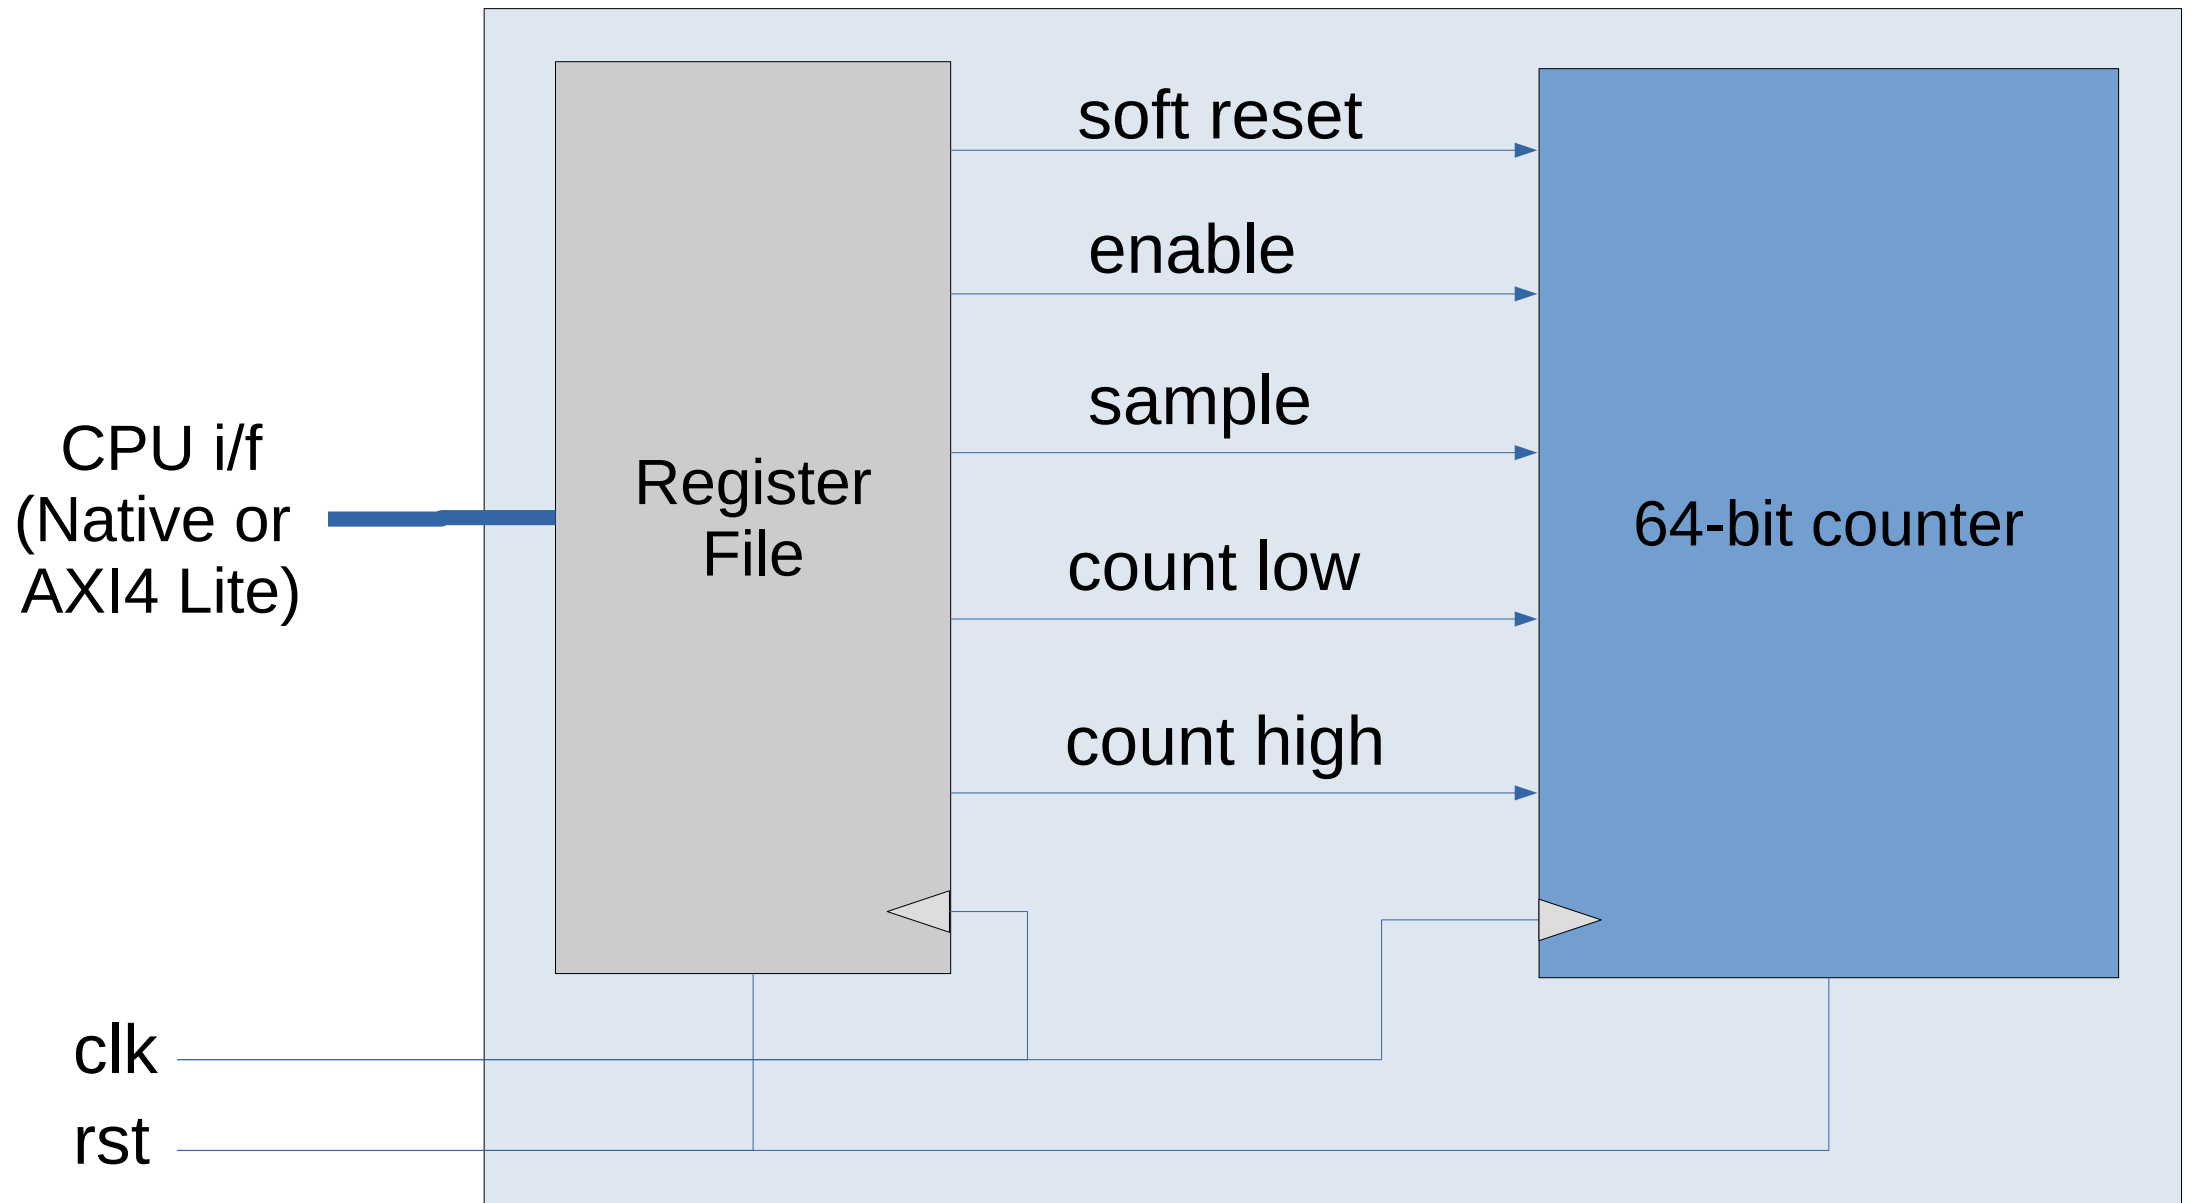 soft reset
enable
sample
count low
count high
CPU i/f
(Native or
AXI4 Lite)
Register
File
64-bit counter
clk
rst